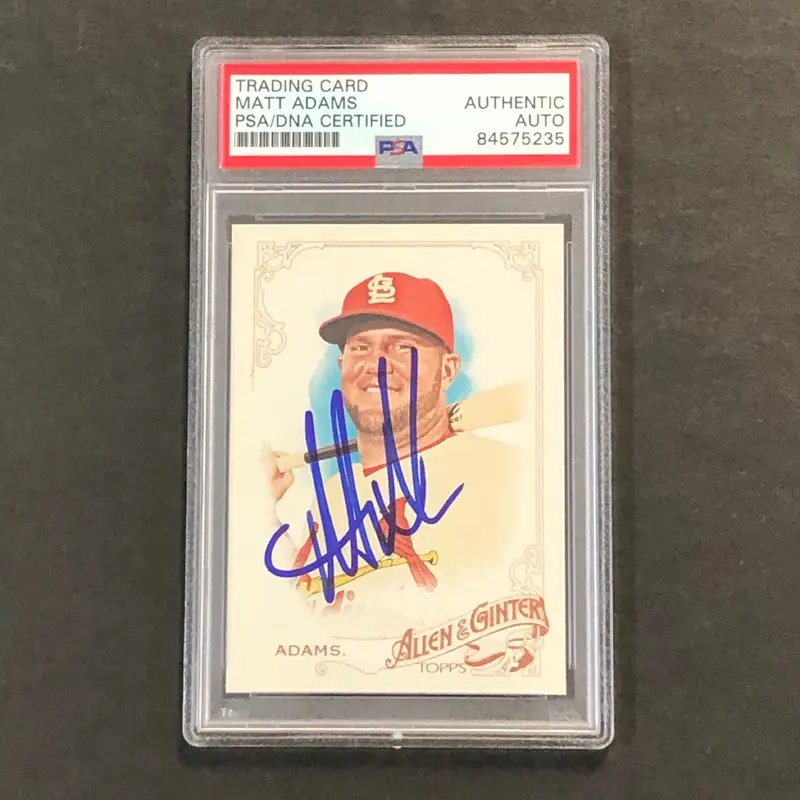 TRADING CARD
MATT ADAMS
PSA/DNA CERTIFIED
AUTHENTIC
AUTO
84575235
PSA
ADAMS.
ALLEN & GINTER
TOPPS